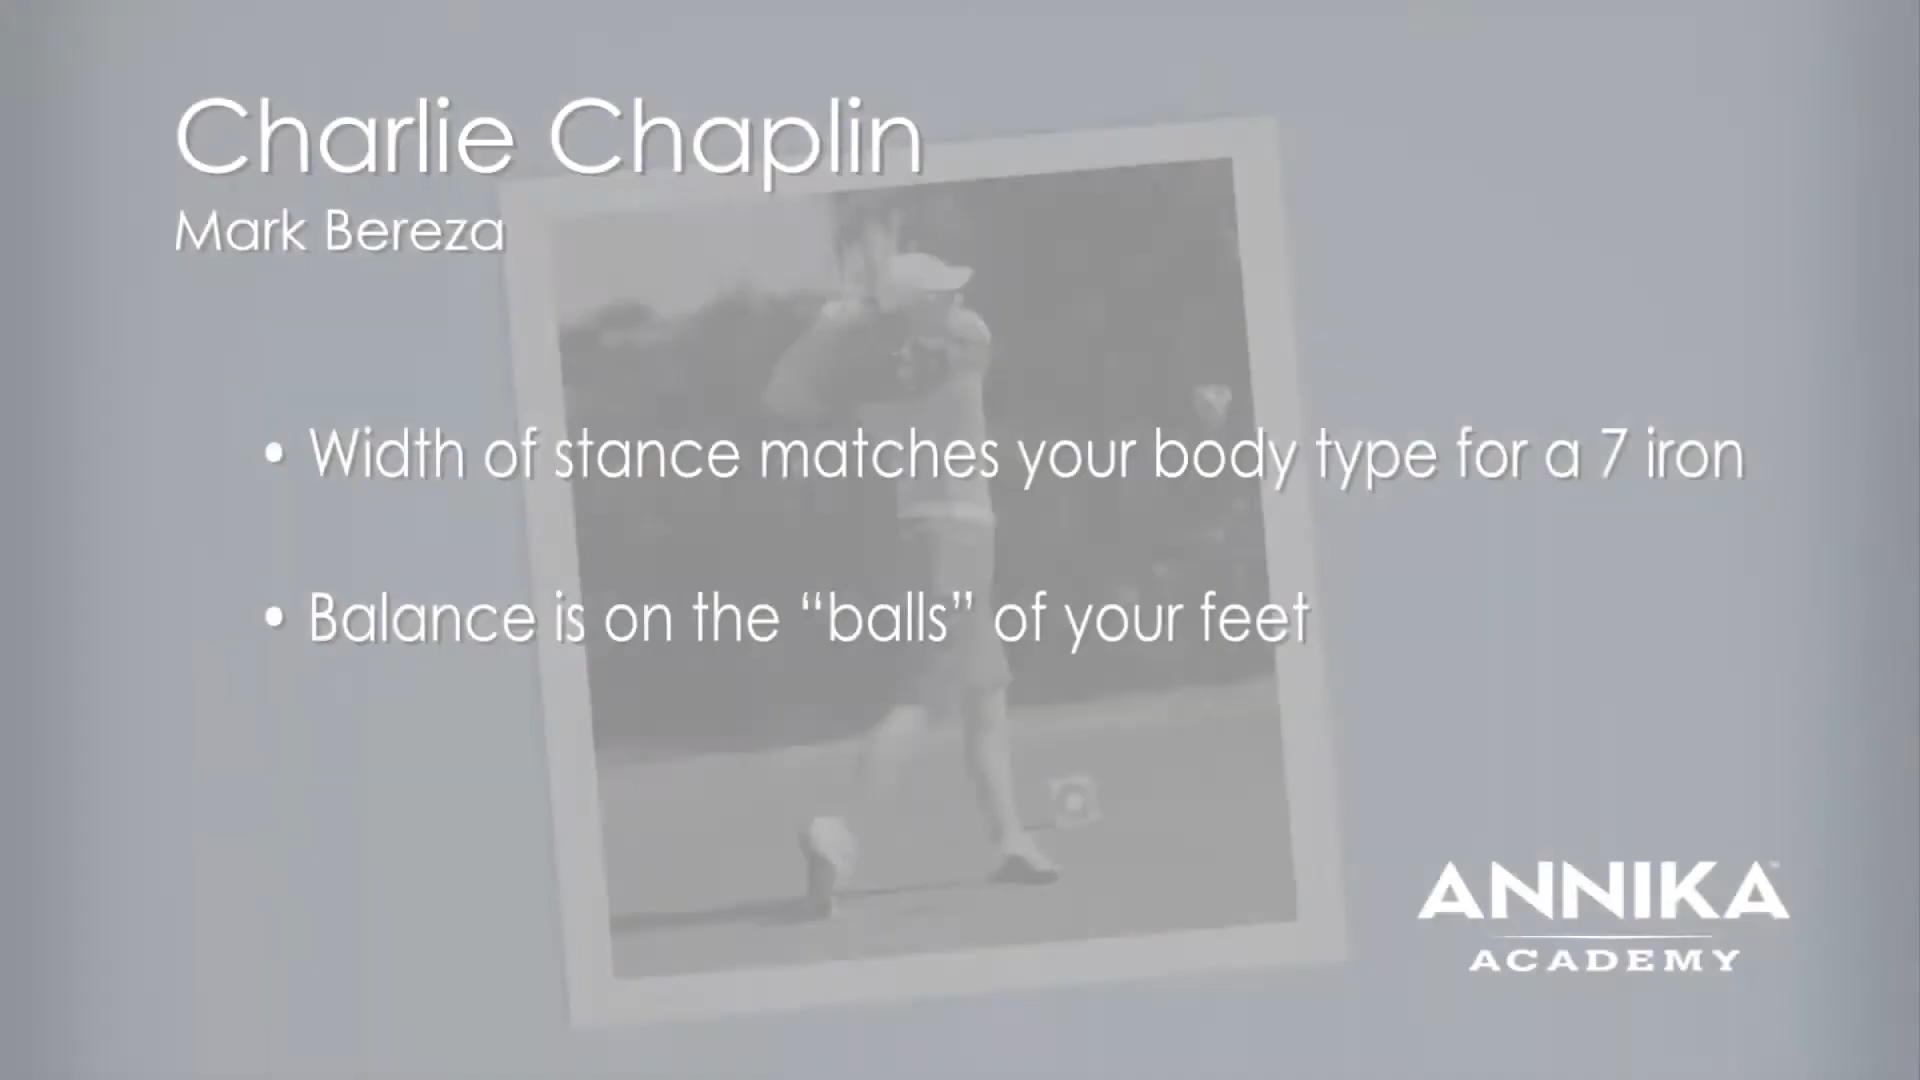 Charlie Chaplin
Mark Bereza
• Width of stance matches your body type for a 7 iron
• Balance is on the “balls” of your feet
ANNIKA™
ACADEMY